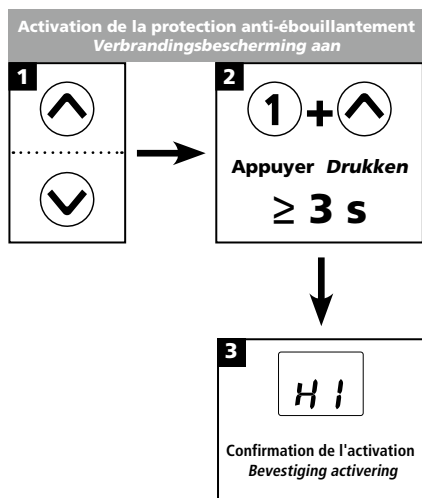 Activation de la protection anti-ébouillantement
Verbrandingsbescherming aan
1
2
1 +
Appuyer Drukken
≥ 3 s
3
HI
Confirmation de l'activation
Bevestiging activering